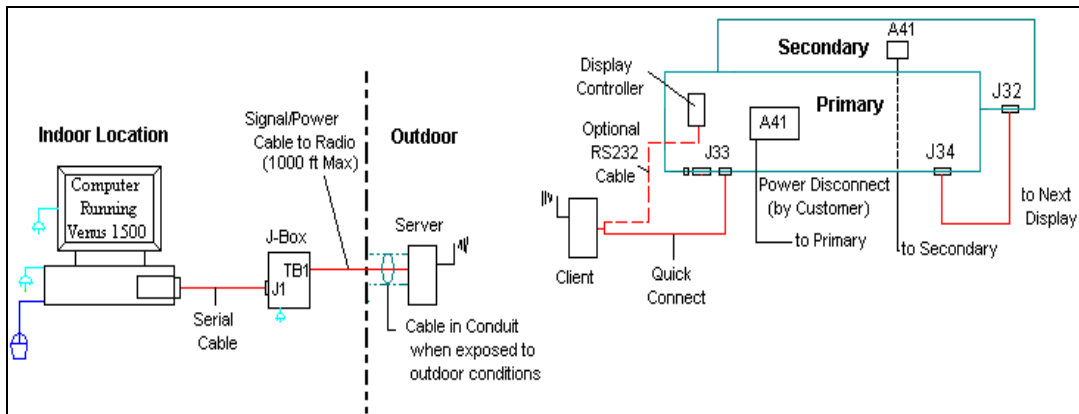 Indoor Location
Computer
Running
Venus 1500
Serial
Cable
J-Box
TB1
J1
Signal/Power
Cable to Radio
(1000 ft Max)
Outdoor
Server
Cable in Conduit
when exposed to
outdoor conditions
Display
Controller
Optional
RS232
Cable
Client
Quick
Connect
Secondary
A41
Primary
A41
J33
J34
J32
Power Disconnect
(by Customer)
to Primary
to Secondary
to Next
Display